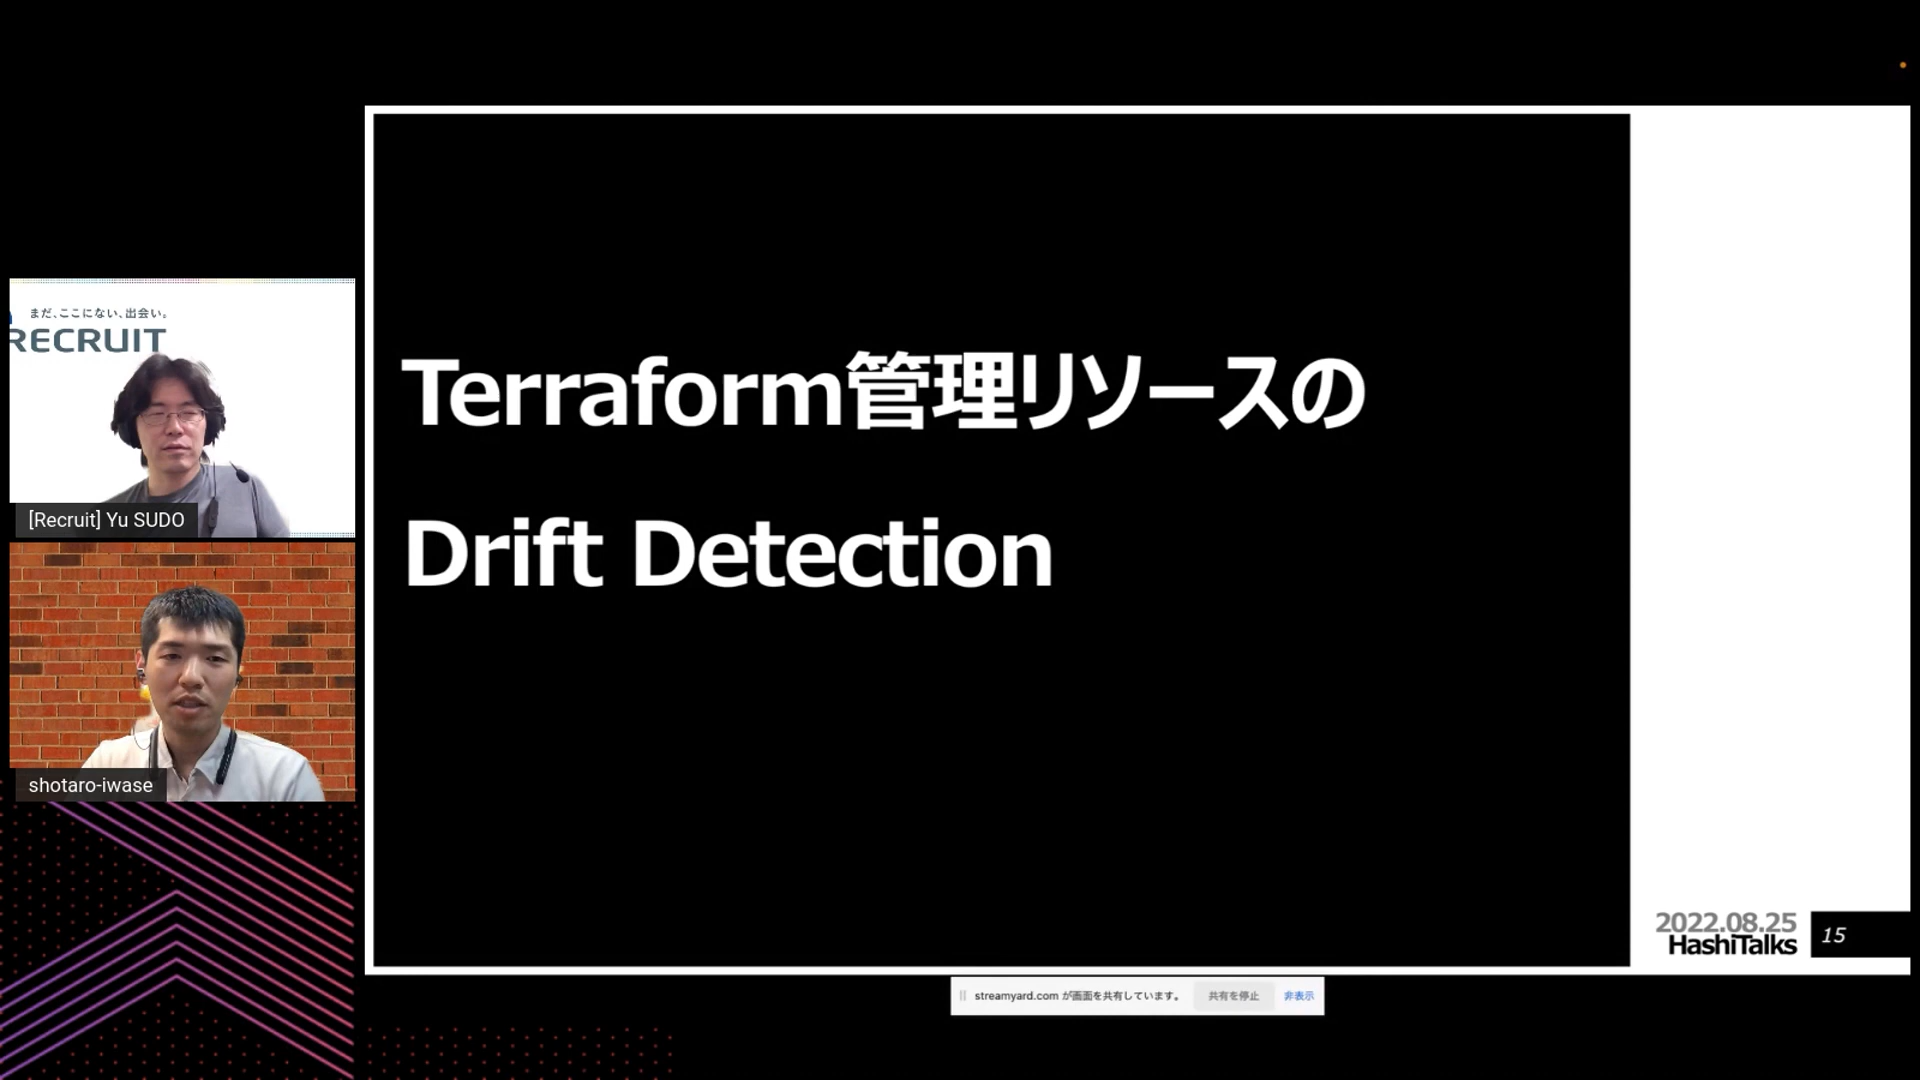 まだ、ここにない、出会い。
RECRUIT
[Recruit] Yu SUDO
shotaro-iwase
Terraform管理リソースの
Drift Detection
2022.08.25
HashiTalks
15
streamyard.com が画面を共有しています。
共有を停止
非表示